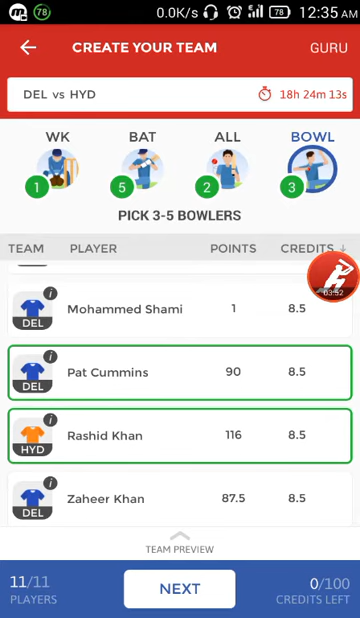 78 0.0K/s 78 12:35 AM
CREATE YOUR TEAM GURU
DEL vs HYD 18h 24m 13s
WK BAT ALL BOWL
1 5 2 3
PICK 3-5 BOWLERS
TEAM PLAYER POINTS CREDITS ↓
03:52
i
DEL Mohammed Shami 1 8.5
i
DEL Pat Cummins 90 8.5
i
HYD Rashid Khan 116 8.5
i
DEL Zaheer Khan 87.5 8.5
TEAM PREVIEW
11/11 NEXT 0/100
PLAYERS CREDITS LEFT